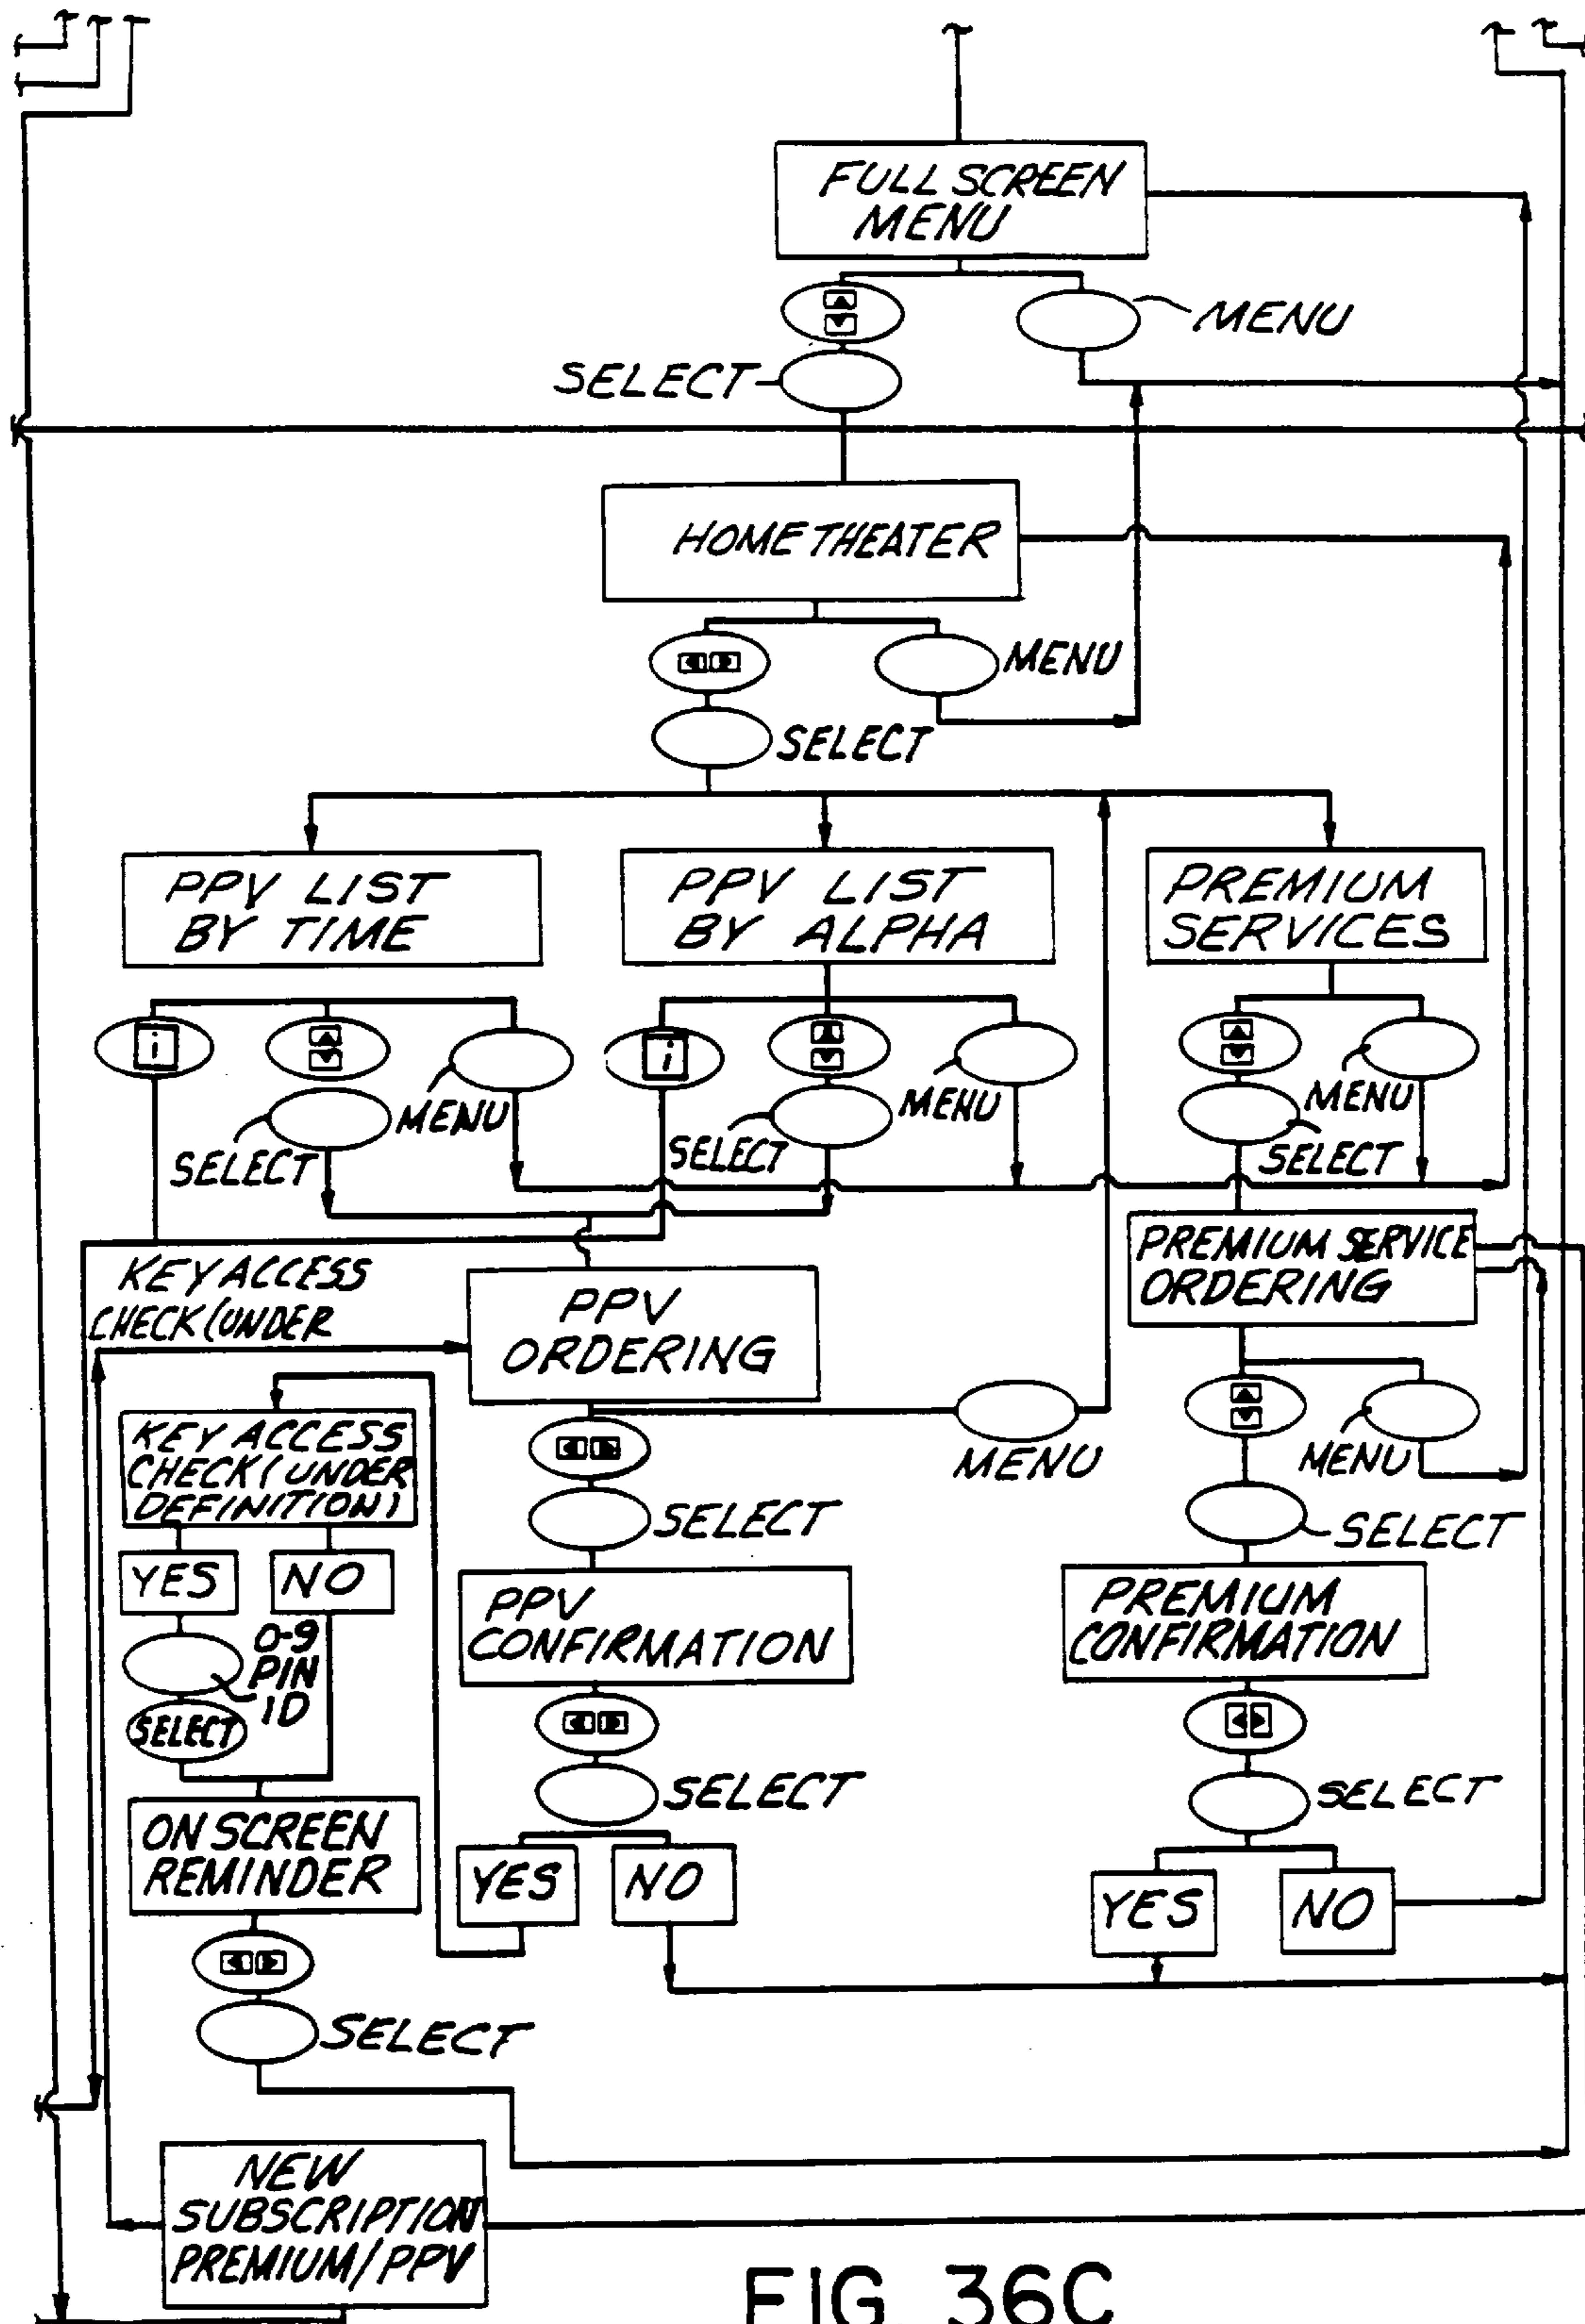 FULL SCREEN
MENU
MENU
SELECT
HOME THEATER
MENU
SELECT
PPV LIST
BY TIME
PPV LIST
BY ALPHA
PREMIUM
SERVICES
i
MENU
SELECT
i
MENU
SELECT
MENU
SELECT
KEY ACCESS
CHECK (UNDER
PPV
ORDERING
PREMIUM SERVICE
ORDERING
MENU
MENU
KEY ACCESS
CHECK (UNDER
DEFINITION)
SELECT
SELECT
YES
NO
0-9
PIN
ID
SELECT
PPV
CONFIRMATION
PREMIUM
CONFIRMATION
SELECT
SELECT
ON SCREEN
REMINDER
YES
NO
YES
NO
SELECT
NEW
SUBSCRIPTION
PREMIUM/PPV
FIG. 36C